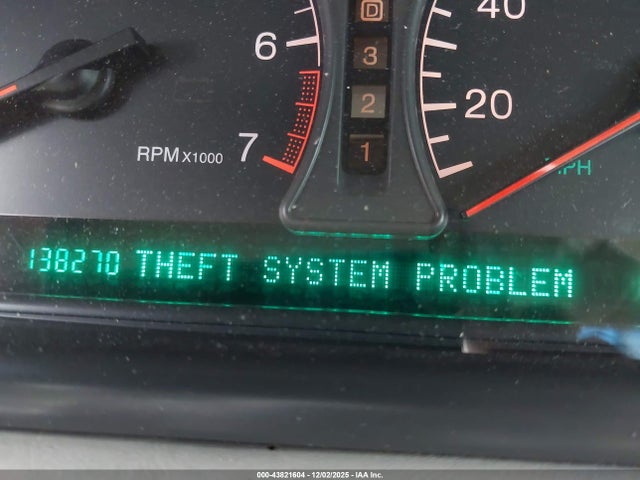 D
40
6
3
2
20
RPM X1000
7
1
MPH
138270 THEFT SYSTEM PROBLEM
000-43821604 - 12/02/2025 - IAA Inc.